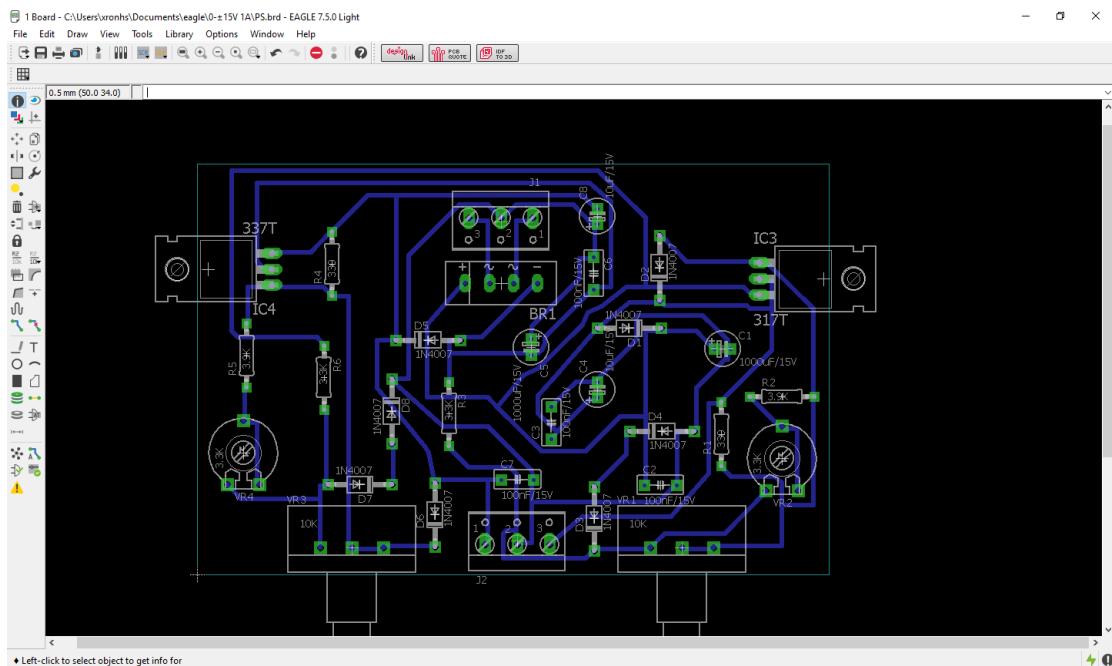 1 Board - C:\Users\xronhs\Documents\eagle\0-±15V 1A\PS.brd - EAGLE 7.5.0 Light
File Edit Draw View Tools Library Options Window Help
design link PCB QUOTE IDF TO 3D
0.5 mm (50.0 34.0)
J1
C8
10uF/15V
337T
3 2 1
IC3
R4
330
D2
1N4007
C6
100nF/15V
IC4
BR1
317T
D5
1N4007
1N4007
D1
C1
1000uF/15V
R5
3.9K
R6
3.3K
C5
1000uF/15V
C4
10uF/15V
R2
3.9K
D8
1N4007
R3
3.3K
C3
100nF/15V
D4
1N4007
R1
330
3.3K
VR4
3.3K
VR2
1N4007
D7
C7
100nF/15V
C2
100nF/15V
VR3
10K
D6
1N4007
1 2 3
J2
D3
1N4007
VR1
10K
Left-click to select object to get info for